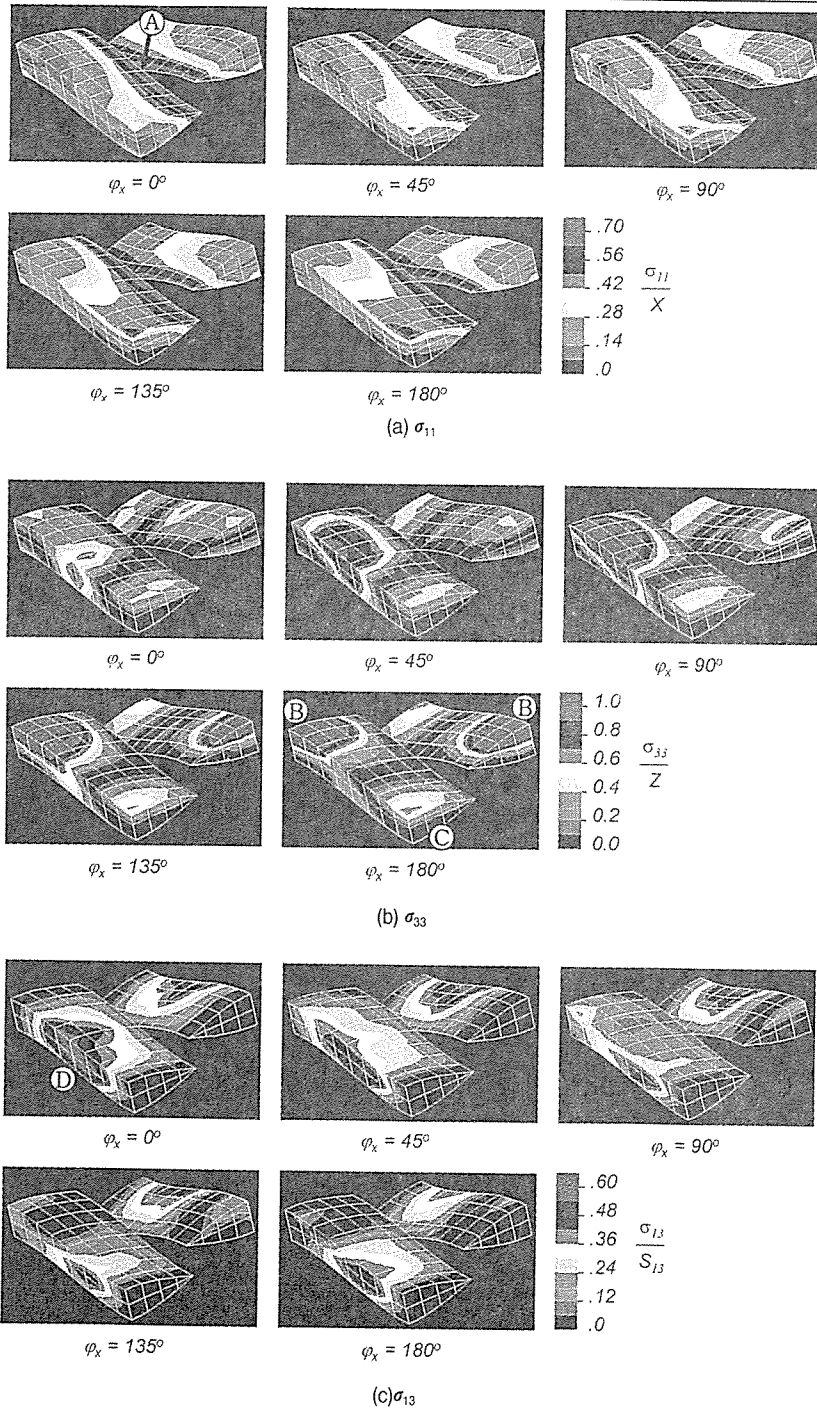 A
φx = 0°
φx = 45°
φx = 90°
φx = 135°
φx = 180°
.70
.56
.42
.28
.14
.0
σ11
X
(a) σ11
φx = 0°
φx = 45°
φx = 90°
B
B
C
φx = 135°
φx = 180°
1.0
0.8
0.6
0.4
0.2
0.0
σ33
Z
(b) σ33
D
φx = 0°
φx = 45°
φx = 90°
φx = 135°
φx = 180°
.60
.48
.36
.24
.12
.0
σ13
S13
(c)σ13